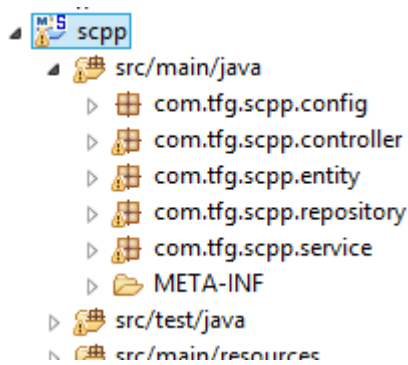 scpp
src/main/java
com.tfg.scpp.config
com.tfg.scpp.controller
com.tfg.scpp.entity
com.tfg.scpp.repository
com.tfg.scpp.service
META-INF
src/test/java
src/main/resources